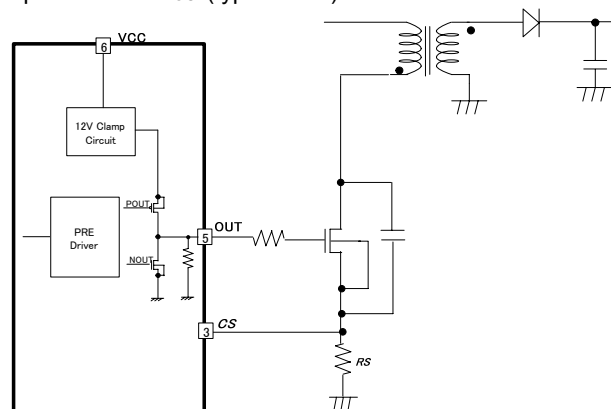 VCC
6
12V Clamp
Circuit
POUT
PRE
Driver
NOUT
5
OUT
3
CS
RS